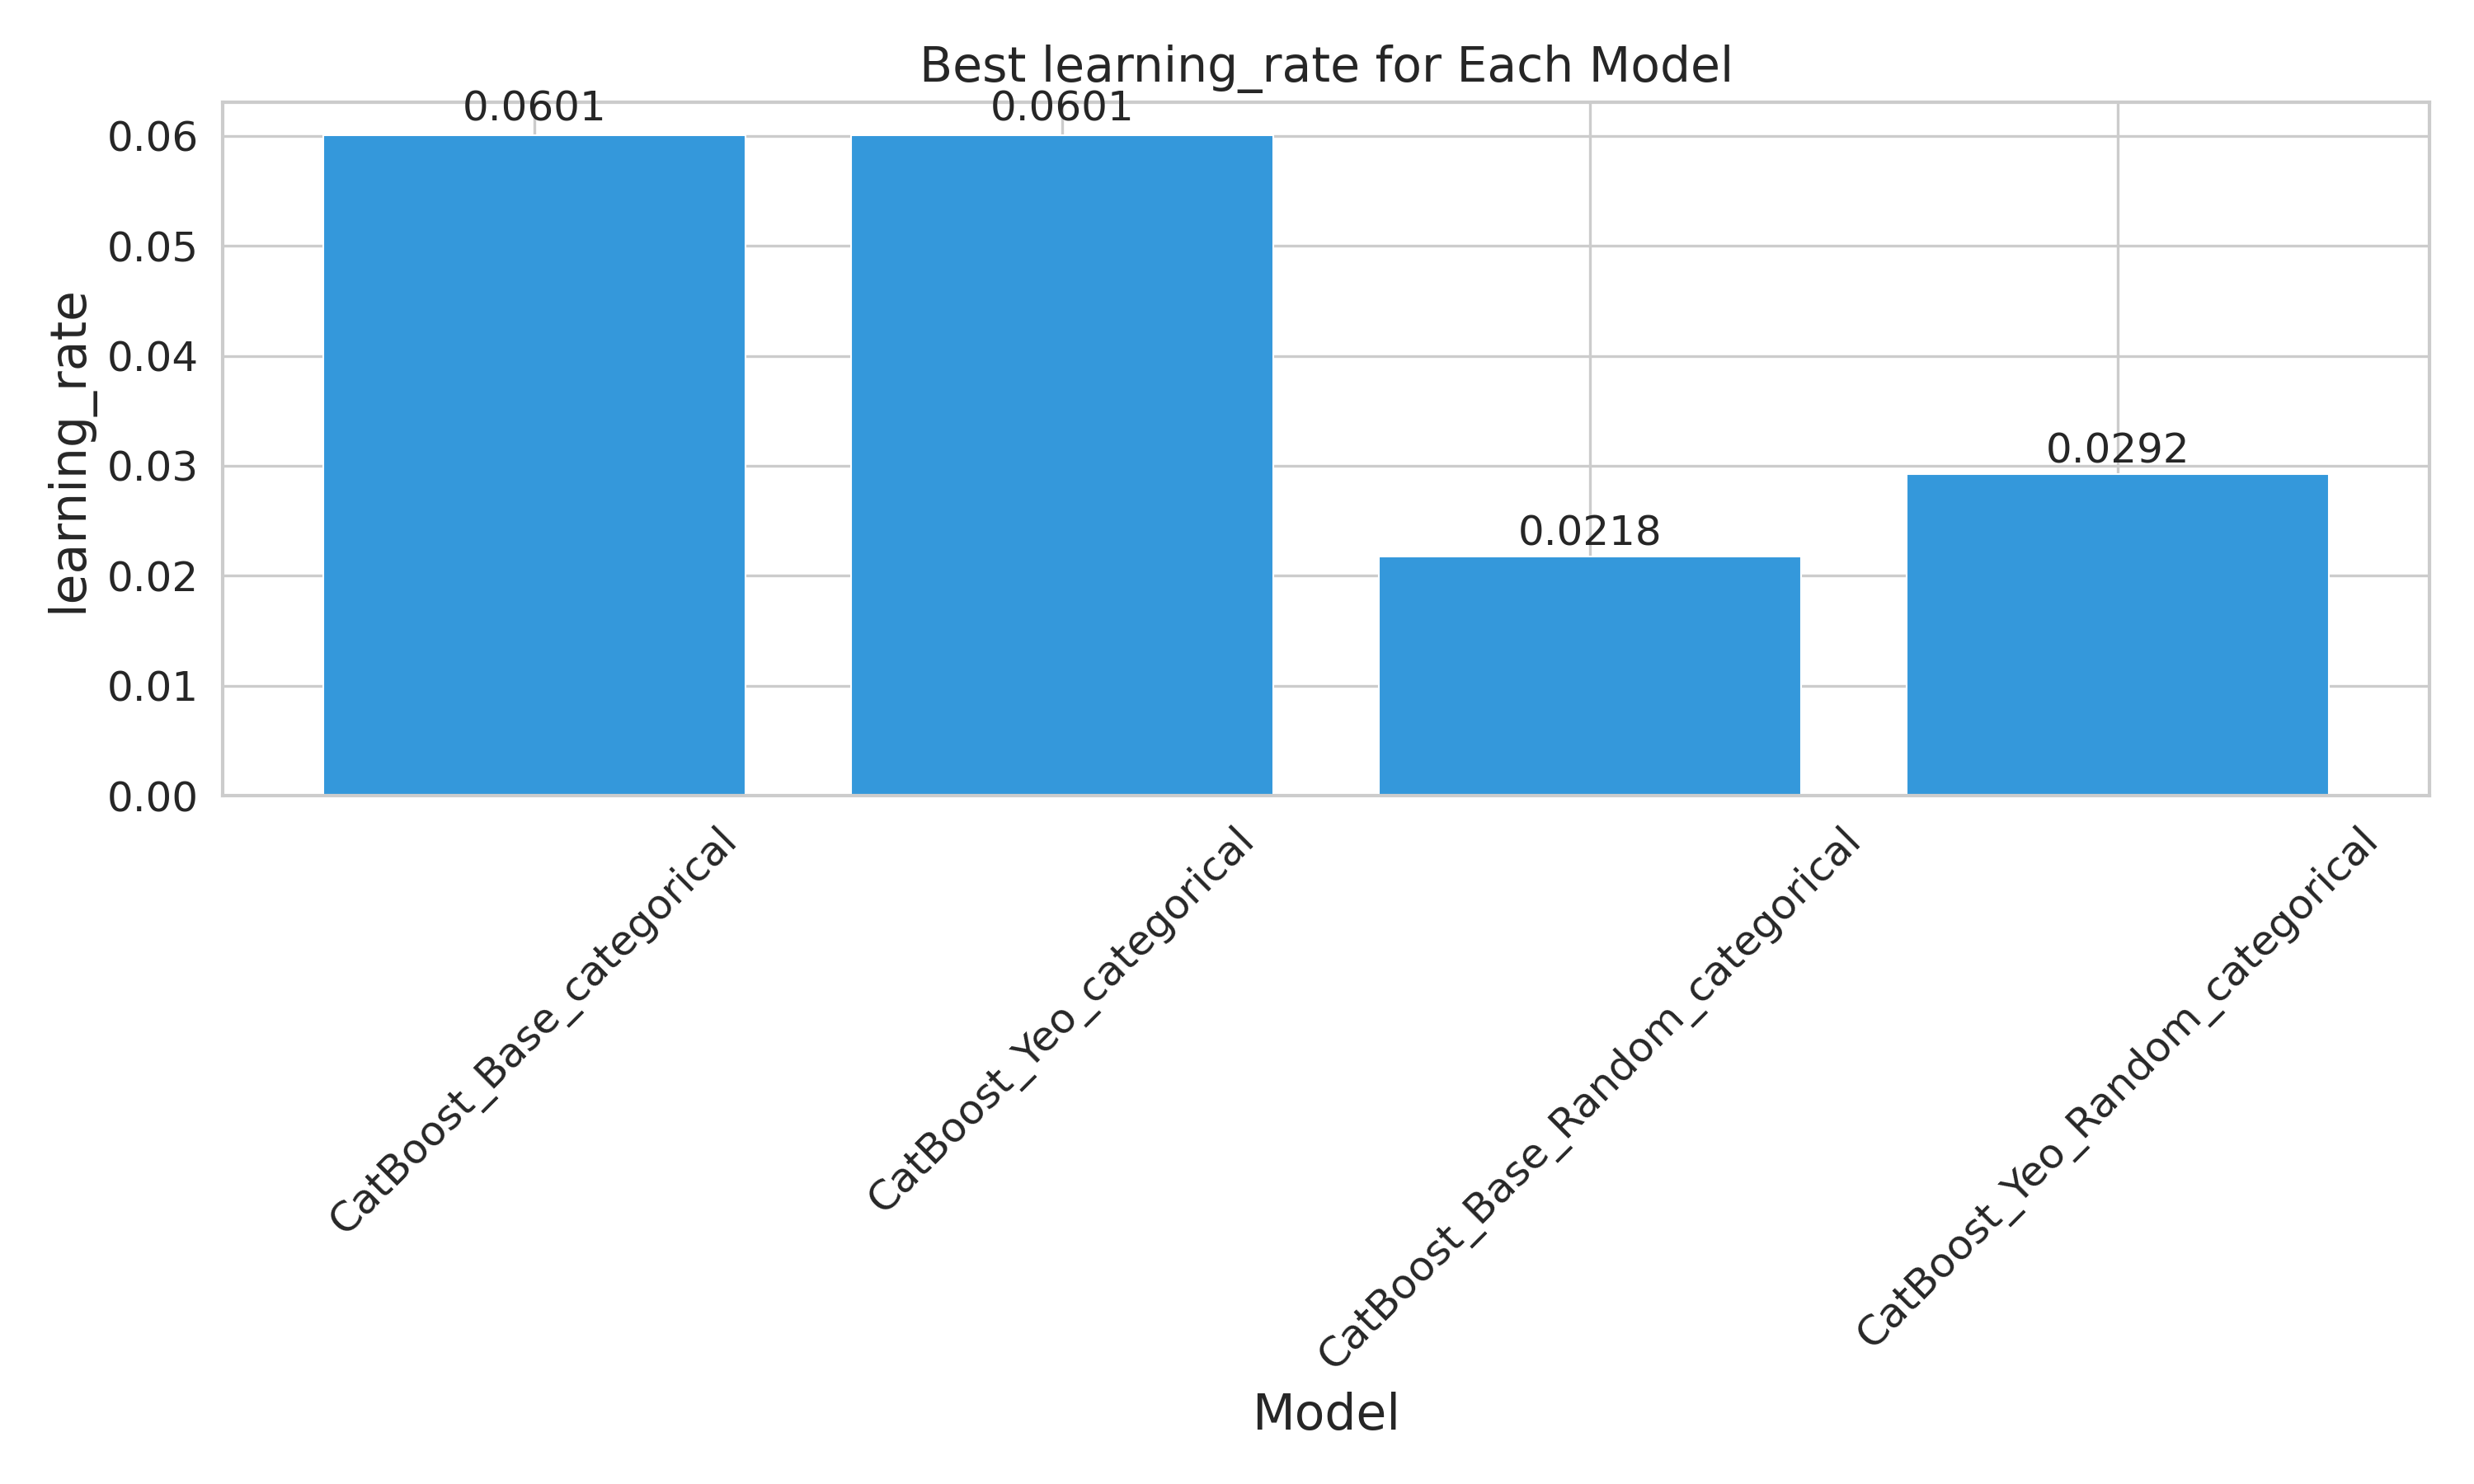 Best learning_rate for Each Model
0.0601
0.0601
0.0218
0.0292
learning_rate
0.06
0.05
0.04
0.03
0.02
0.01
0.00
CatBoost_Base_categorical
CatBoost_Yeo_categorical
CatBoost_Base_Random_categorical
CatBoost_Yeo_Random_categorical
Model